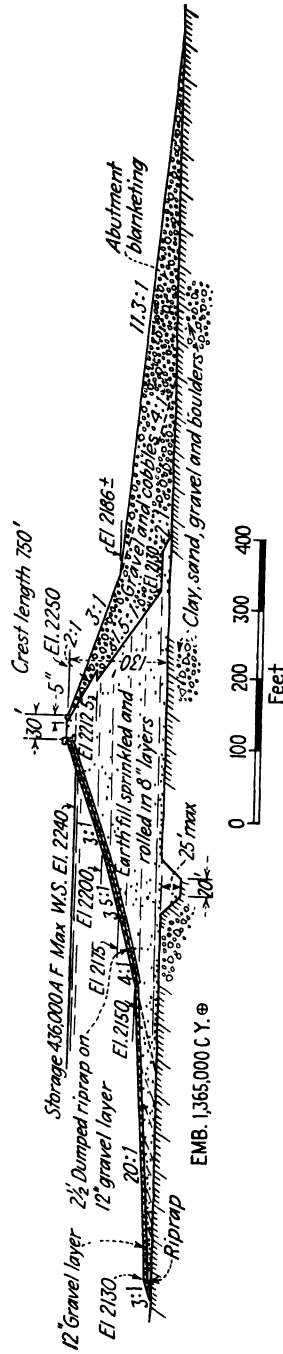 12" Gravel layer
El 2130
3:1
Riprap
20:1
2½' Dumped riprap on
12" gravel layer
Storage 436,000 A F Max W.S. El. 2240
El. 2150
4:1
El 2175
3.5:1
El 2200
3:1
El 2212.5
EMB. 1,365,000 C.Y. ⊕
25' max
20'
Earth fill sprinkled and
rolled in 8" layers
30'
Crest length 750'
El. 2250
2:1
130'
3:1
1.5:1
El 2186±
Gravel and cobbles
4:1
2:1
Clay, sand, gravel and boulders
11.3:1
Abutment
blanketing
0 100 200 300 400
Feet